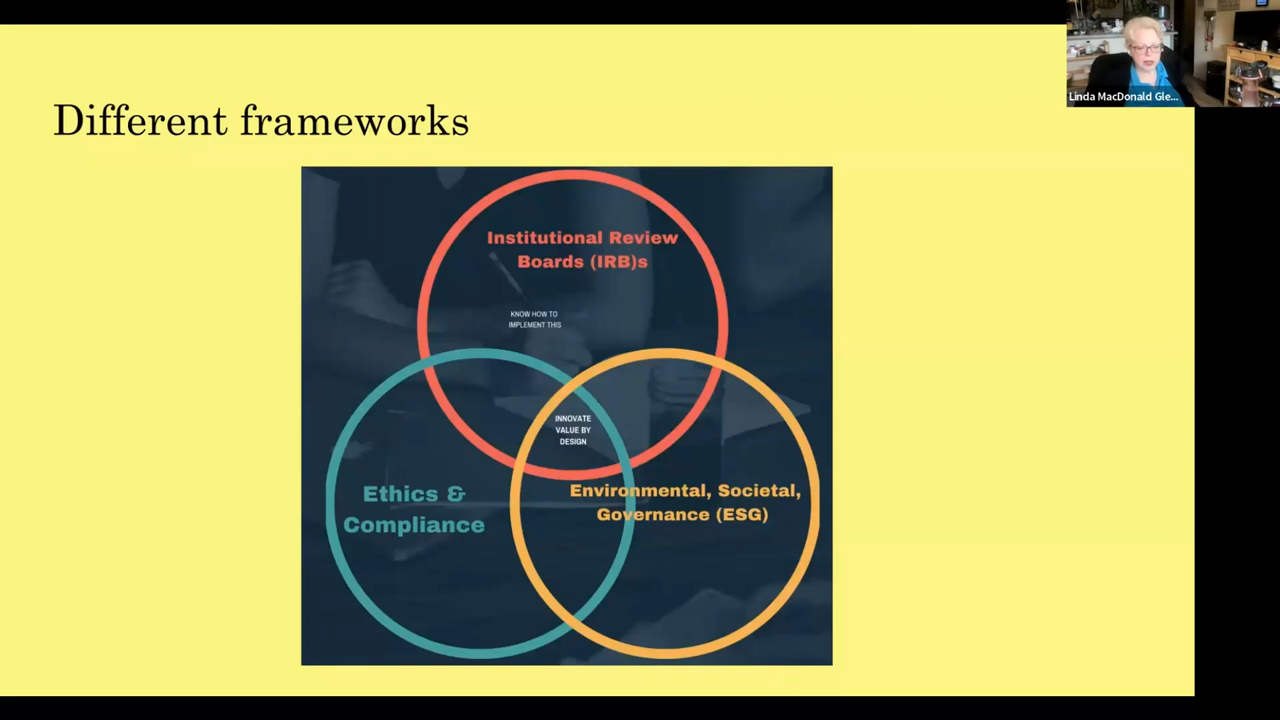 Linda MacDonald Gle...
Different frameworks
Institutional Review
Boards (IRB)s
KNOW HOW TO
IMPLEMENT THIS
INNOVATE
VALUE BY
DESIGN
Ethics &
Compliance
Environmental, Societal,
Governance (ESG)